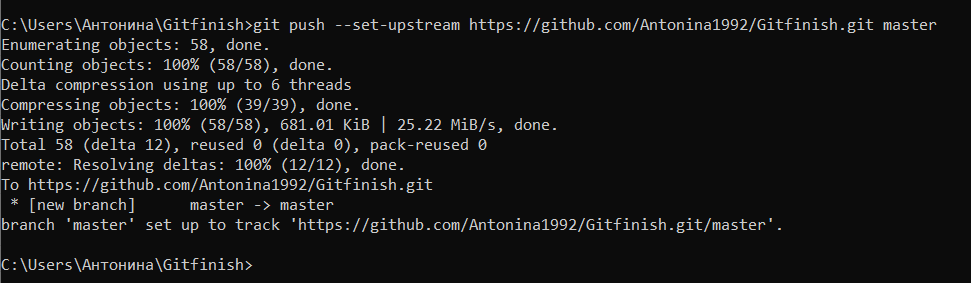 C:\Users\Антонина\Gitfinish>git push --set-upstream https://github.com/Antonina1992/Gitfinish.git master
Enumerating objects: 58, done.
Counting objects: 100% (58/58), done.
Delta compression using up to 6 threads
Compressing objects: 100% (39/39), done.
Writing objects: 100% (58/58), 681.01 KiB | 25.22 MiB/s, done.
Total 58 (delta 12), reused 0 (delta 0), pack-reused 0
remote: Resolving deltas: 100% (12/12), done.
To https://github.com/Antonina1992/Gitfinish.git
 * [new branch]      master -> master
branch 'master' set up to track 'https://github.com/Antonina1992/Gitfinish.git/master'.
C:\Users\Антонина\Gitfinish>